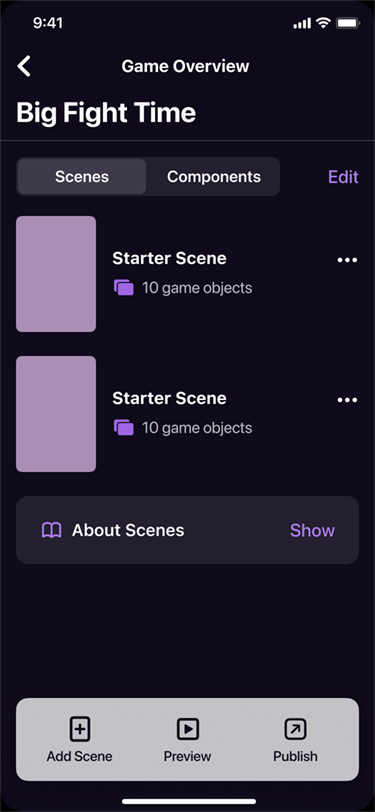 9:41
Game Overview
Big Fight Time
Scenes Components Edit
Starter Scene
10 game objects
Starter Scene
10 game objects
About Scenes Show
Add Scene Preview Publish